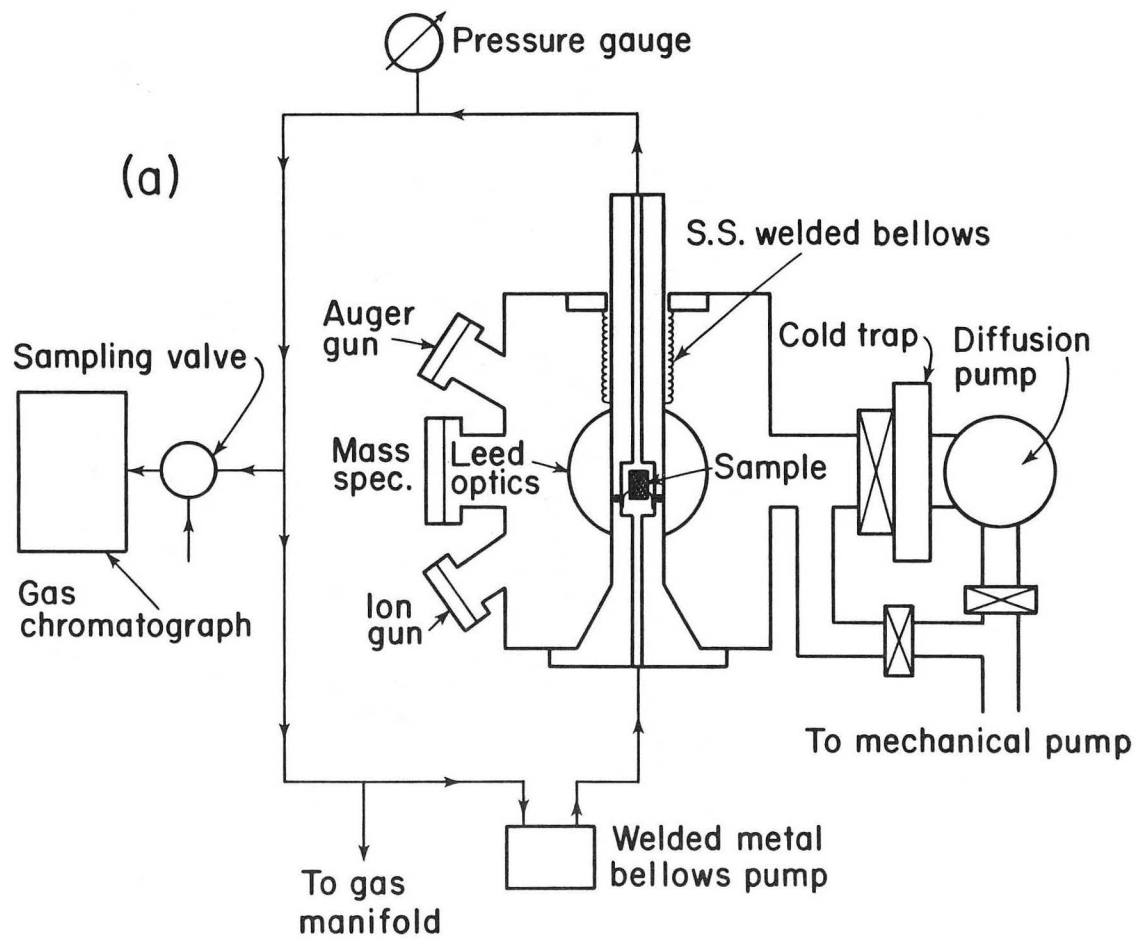 Pressure gauge
(a)
S.S. welded bellows
Auger
gun
Cold trap
Diffusion
pump
Sampling valve
Mass
spec.
Leed
optics
Sample
Gas
chromatograph
Ion
gun
To mechanical pump
Welded metal
bellows pump
To gas
manifold